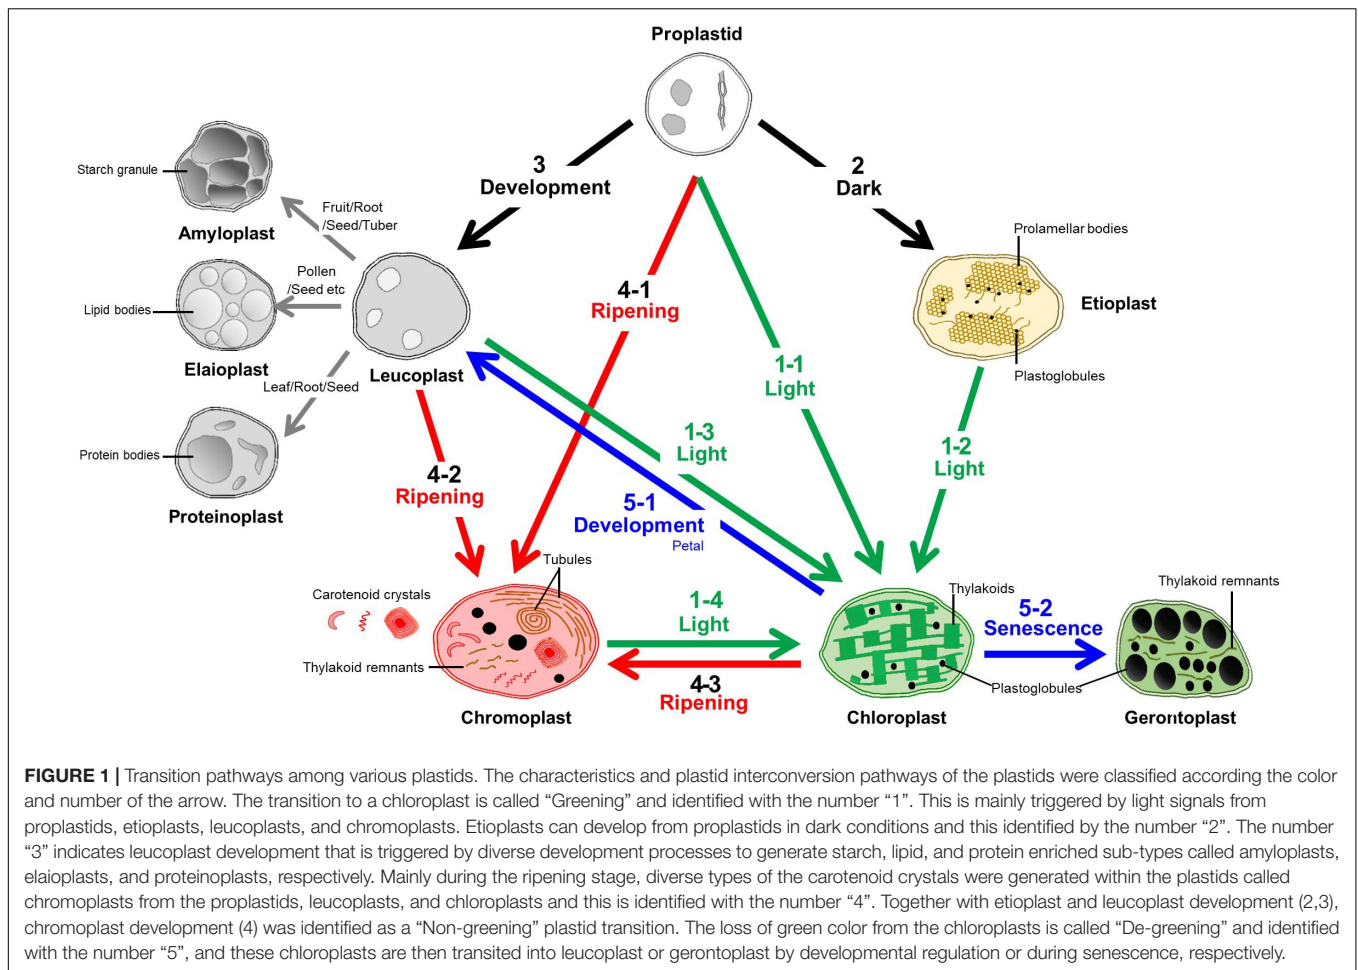 Proplastid
3
Development
2
Dark
Starch granule
Fruit/Root
/Seed/Tuber
Amyloplast
Prolamellar bodies
Pollen
/Seed etc
4-1
Ripening
Lipid bodies
Etioplast
Elaioplast
Leucoplast
1-1
Light
Plastoglobules
Leaf/Root/Seed
1-3
Light
1-2
Light
Protein bodies
4-2
Ripening
5-1
Development
Petal
Proteinoplast
Tubules
Carotenoid crystals
1-4
Light
Thylakoids
Thylakoid remnants
5-2
Senescence
Thylakoid remnants
4-3
Ripening
Plastoglobules
Chromoplast
Chloroplast
Gerontoplast
FIGURE 1 | Transition pathways among various plastids. The characteristics and plastid interconversion pathways of the plastids were classified according the color
and number of the arrow. The transition to a chloroplast is called “Greening” and identified with the number “1”. This is mainly triggered by light signals from
proplastids, etioplasts, leucoplasts, and chromoplasts. Etioplasts can develop from proplastids in dark conditions and this identified by the number “2”. The number
“3” indicates leucoplast development that is triggered by diverse development processes to generate starch, lipid, and protein enriched sub-types called amyloplasts,
elaioplasts, and proteinoplasts, respectively. Mainly during the ripening stage, diverse types of the carotenoid crystals were generated within the plastids called
chromoplasts from the proplastids, leucoplasts, and chloroplasts and this is identified with the number “4”. Together with etioplast and leucoplast development (2,3),
chromoplast development (4) was identified as a “Non-greening” plastid transition. The loss of green color from the chloroplasts is called “De-greening” and identified
with the number “5”, and these chloroplasts are then transited into leucoplast or gerontoplast by developmental regulation or during senescence, respectively.